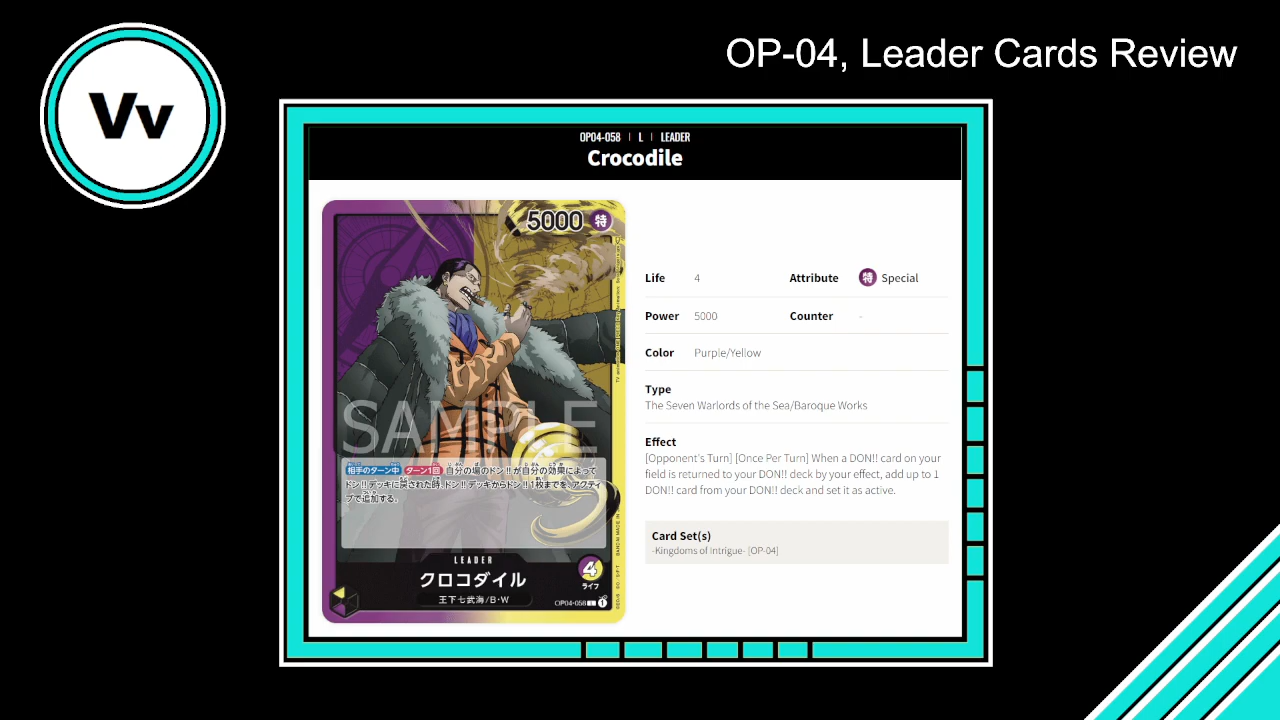 Vv
OP-04, Leader Cards Review
OP04-058 | L | LEADER
Crocodile
5000 特
SAMPLE
相手のターン中 ターン1回 自分の場のドン!!が自分の効果によって
ドン!!デッキに戻された時、ドン!!デッキからドン!!1枚までを、アクティ
ブで追加する。
LEADER
クロコダイル
王下七武海/B・W
4
ライフ
OP04-058 L
Life 4 Attribute 特 Special
Power 5000 Counter -
Color Purple/Yellow
Type
The Seven Warlords of the Sea/Baroque Works
Effect
[Opponent's Turn] [Once Per Turn] When a DON!! card on your
field is returned to your DON!! deck by your effect, add up to 1
DON!! card from your DON!! deck and set it as active.
Card Set(s)
-Kingdoms of Intrigue- [OP-04]